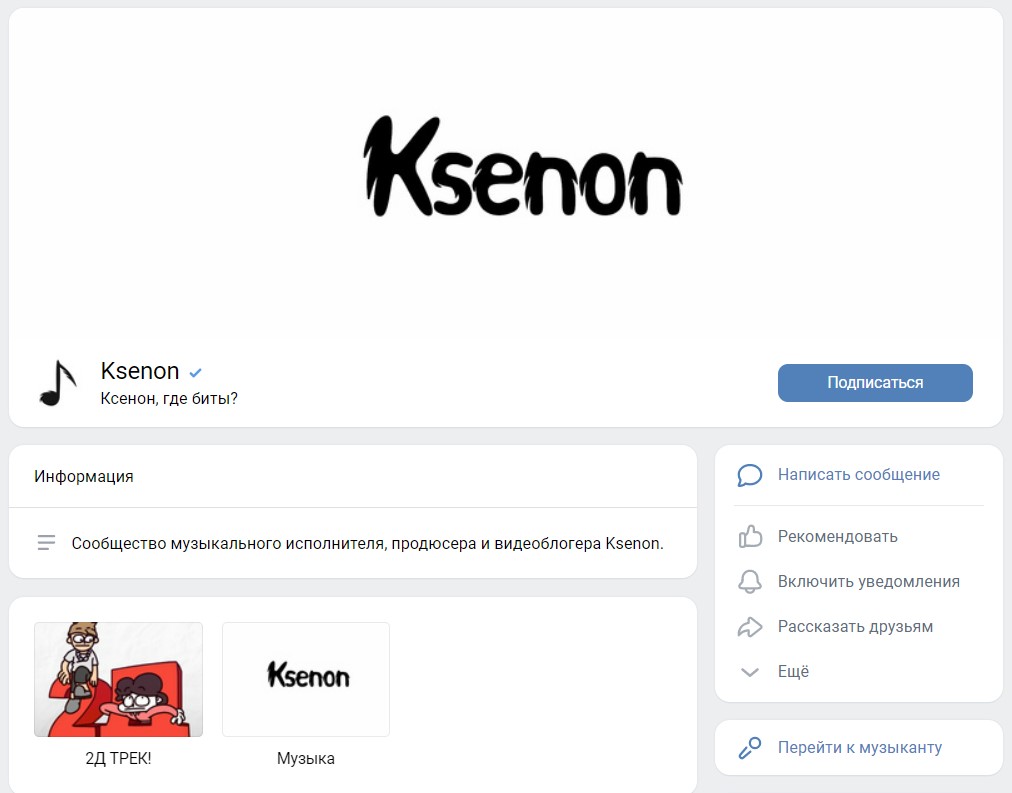 Ksenon
Ksenon
Ксенон, где биты?
Подписаться
Информация
Сообщество музыкального исполнителя, продюсера и видеоблогера Ksenon.
Ksenon
2Д ТРЕК!
Музыка
Написать сообщение
Рекомендовать
Включить уведомления
Рассказать друзьям
Ещё
Перейти к музыканту